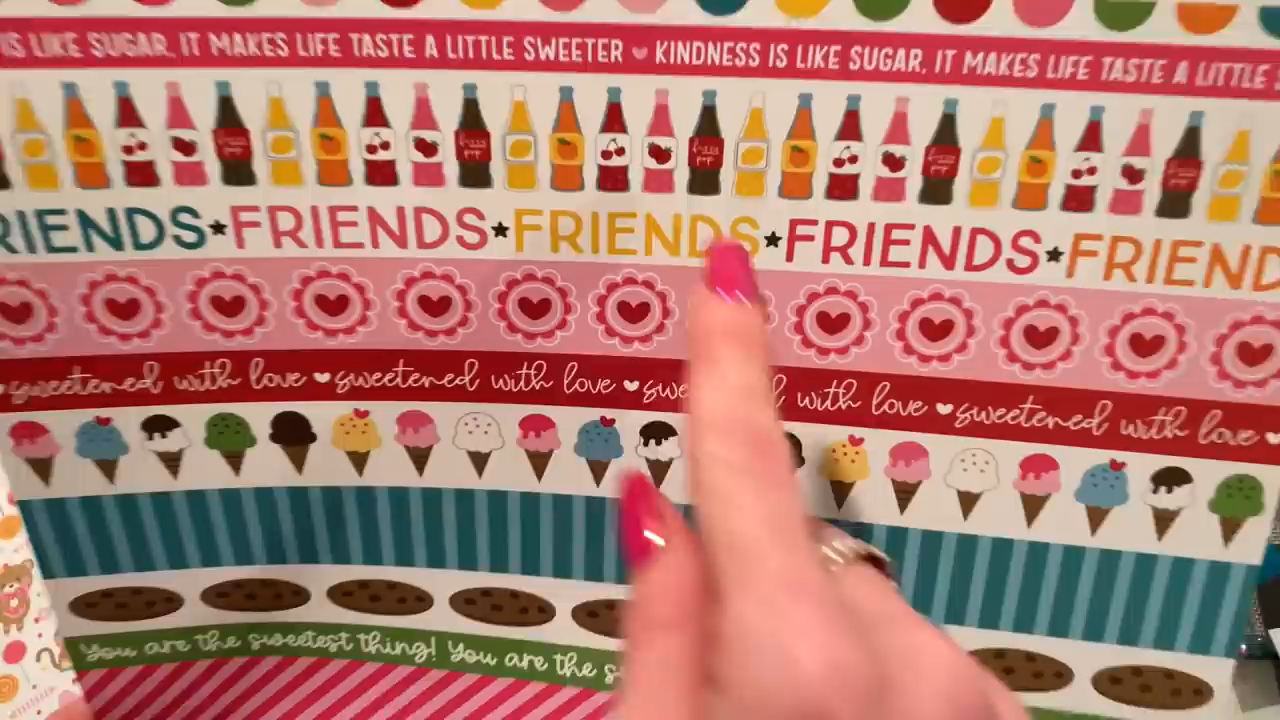 IS LIKE SUGAR, IT MAKES LIFE TASTE A LITTLE SWEETER ♥ KINDNESS IS LIKE SUGAR, IT MAKES LIFE TASTE A LITTLE
RIENDS★FRIENDS★FRIENDS★FRIENDS★FRIENDS
sweetened with love ♥ sweetened with love ♥ swe with love ♥ sweetened with love
You are the sweetest thing! You are the s